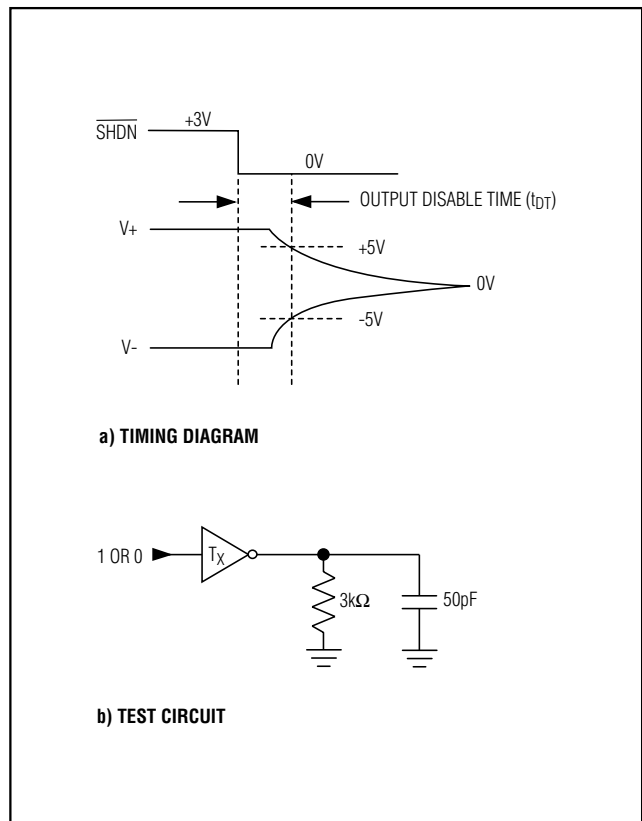 +3V
SHDN
0V
OUTPUT DISABLE TIME (tDT)
V+
+5V
0V
-5V
V-
a) TIMING DIAGRAM
1 OR 0
TX
3kΩ
50pF
b) TEST CIRCUIT